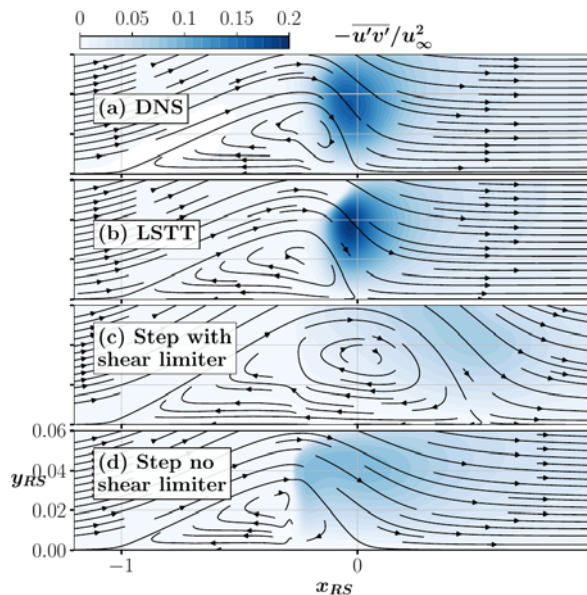 0 0.05 0.1 0.15 0.2
−u′v′/u²∞
(a) DNS
(b) LSTT
(c) Step with
shear limiter
0.06
(d) Step no
0.04
yRS
shear limiter
0.02
0.00
−1 0
xRS